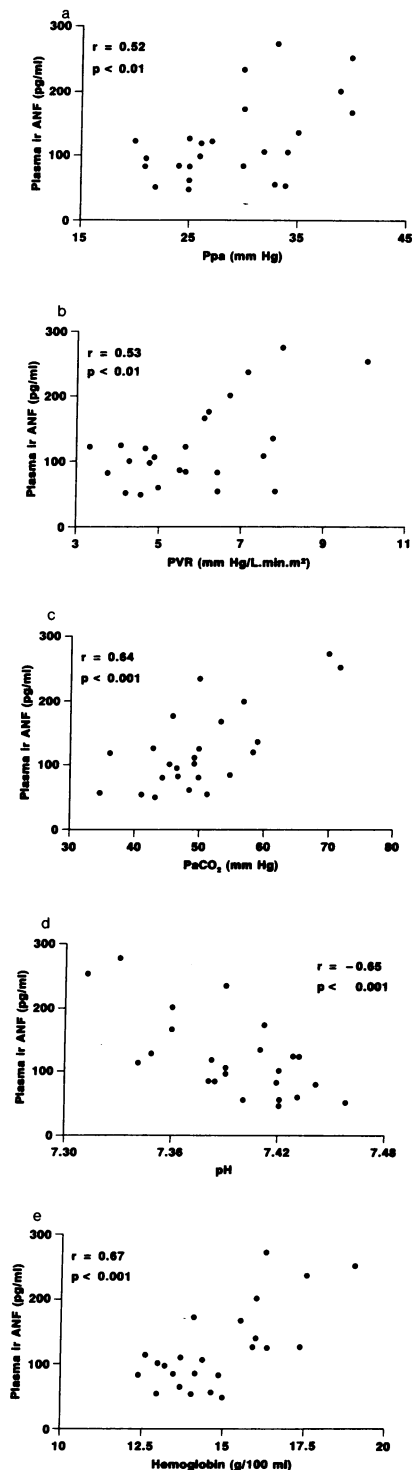 a
r = 0.52
p < 0.01
Plasma ir ANF (pg/ml)
300
200
100
0
15
25
35
45
Ppa (mm Hg)
b
r = 0.53
p < 0.01
Plasma ir ANF (pg/ml)
300
200
100
0
3
5
7
9
11
PVR (mm Hg/L.min.m²)
c
r = 0.64
p < 0.001
Plasma ir ANF (pg/ml)
300
200
100
0
30
40
50
60
70
80
PaCO₂ (mm Hg)
d
r = -0.65
p < 0.001
Plasma ir ANF (pg/ml)
300
200
100
0
7.30
7.36
7.42
7.48
pH
e
r = 0.67
p < 0.001
Plasma ir ANF (pg/ml)
300
200
100
0
10
12.5
15
17.5
20
Hemoglobin (g/100 ml)